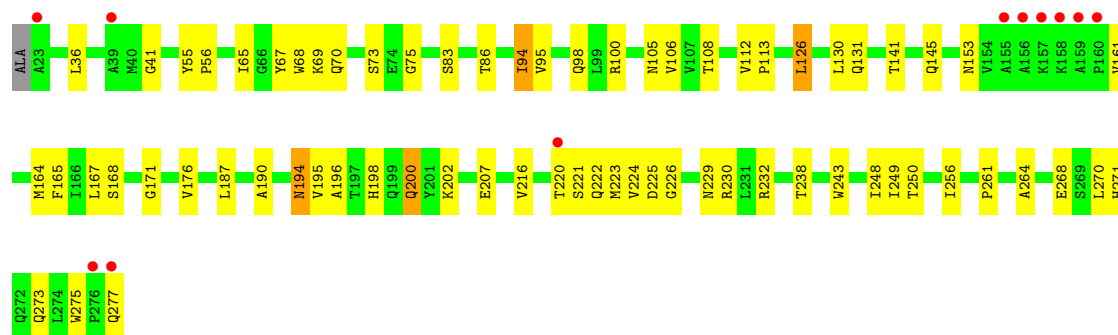 ALA A23 L36 A39 M40 G41 Y55 P56 I65 G66 Y67 W68 K69 Q70 S73 E74 G75 S83 T86 I94 V95 Q98 L99 R100 N105 V106 V107 T108 V112 P113 L126 L130 Q131 T141 Q145 N153 V154 A155 A156 K157 K158 A159 P160
M164 F165 I166 L167 S168 G171 V176 L187 A190 N194 V195 A196 T197 H198 Q199 Q200 Y201 K202 E207 V216 T220 S221 Q222 M223 V224 D225 G226 N229 R230 L231 R232 T238 W243 I248 I249 T250 I256 P261 A264 E268 S269 L270
Q272 Q273 L274 W275 P276 Q277